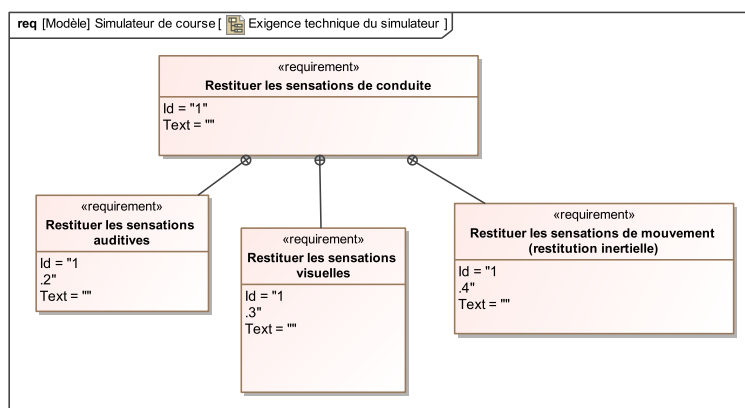 req [Modèle] Simulateur de course [ Exigence technique du simulateur ]
«requirement»
Restituer les sensations de conduite
Id = "1"
Text = ""
«requirement»
Restituer les sensations
auditives
Id = "1
.2"
Text = ""
«requirement»
Restituer les sensations
visuelles
Id = "1
.3"
Text = ""
«requirement»
Restituer les sensations de mouvement
(restitution inertielle)
Id = "1
.4"
Text = ""